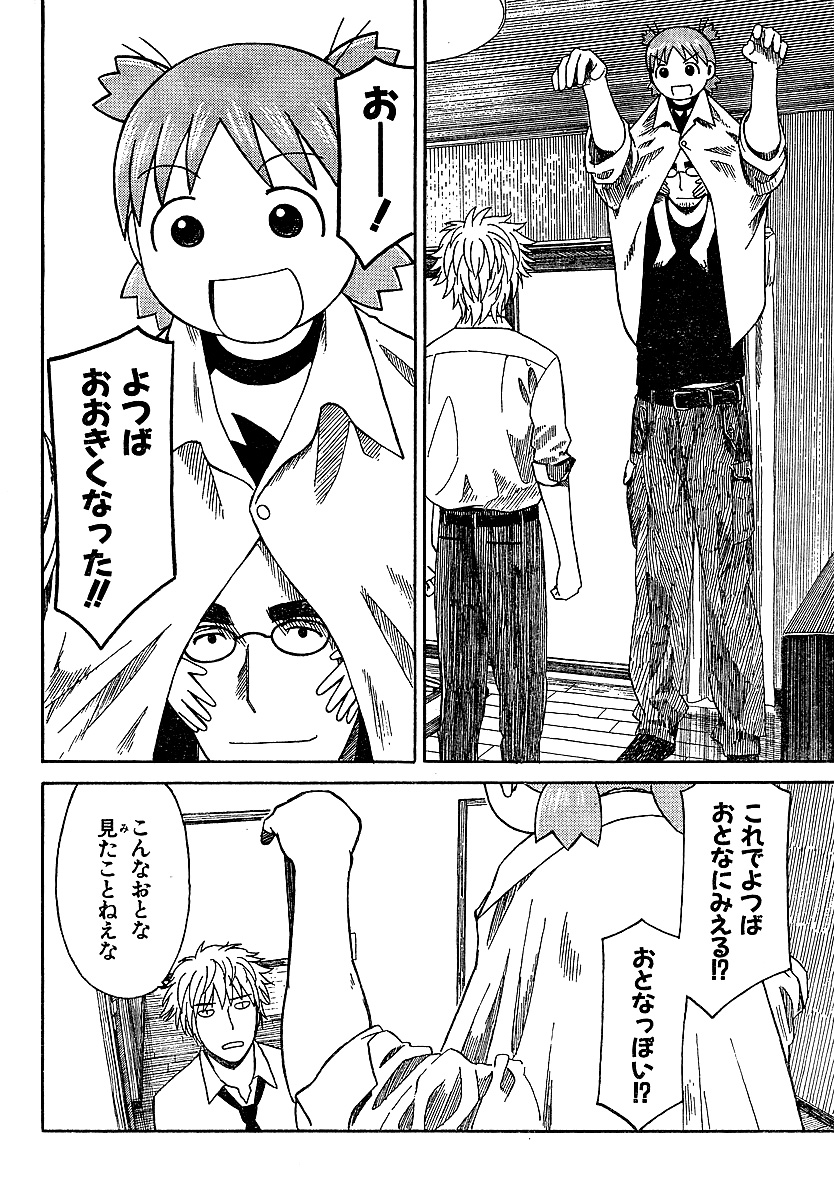 おーー!
よつば
おおきくなった!!
これでよつば
おとなにみえる!?
おとなっぽい!?
こんなおとな
見たことねえな
み